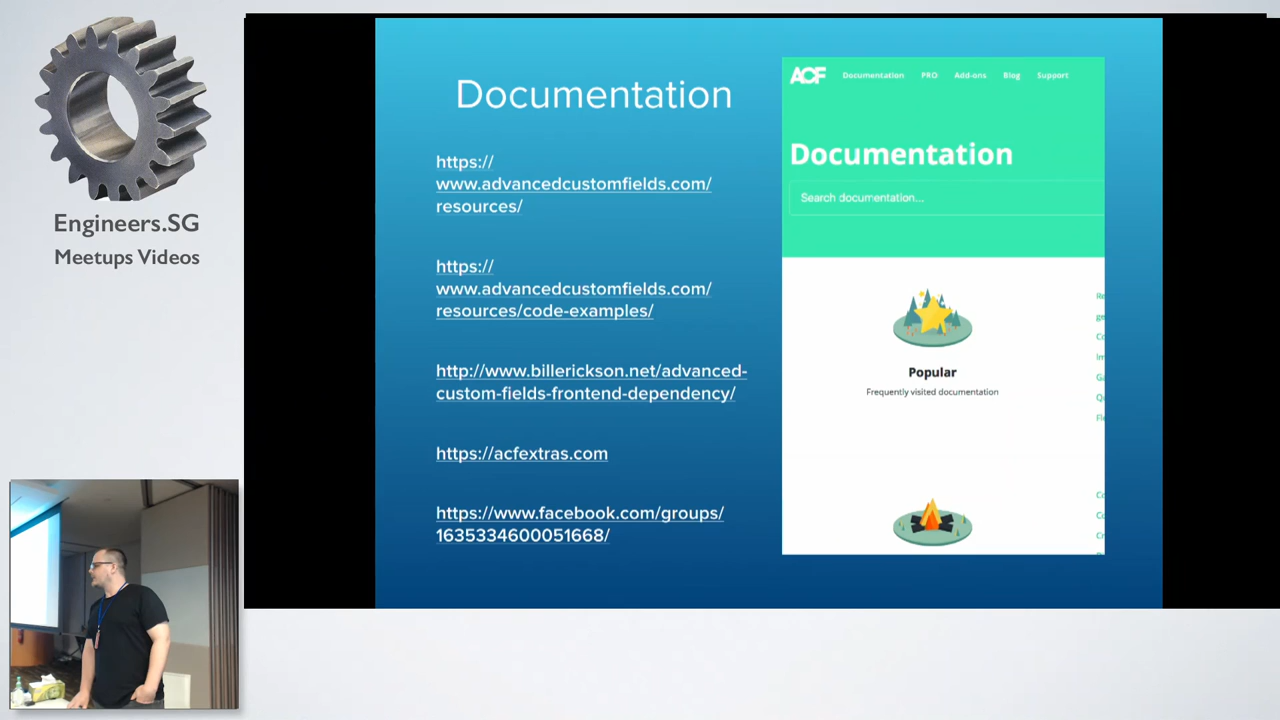 Engineers.SG
Meetups Videos
Documentation
https://
www.advancedcustomfields.com/
resources/
https://
www.advancedcustomfields.com/
resources/code-examples/
http://www.billerickson.net/advanced-
custom-fields-frontend-dependency/
https://acfextras.com
https://www.facebook.com/groups/
1635334600051668/
ACF Documentation PRO Add-ons Blog Support
Documentation
Search documentation...
Popular
Frequently visited documentation